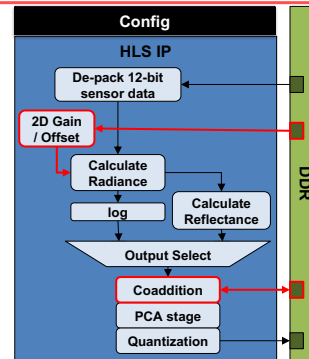 Config
HLS IP
De-pack 12-bit
sensor data
2D Gain
/ Offset
Calculate
Radiance
log
Calculate
Reflectance
Output Select
Coaddition
PCA stage
Quantization
DDR